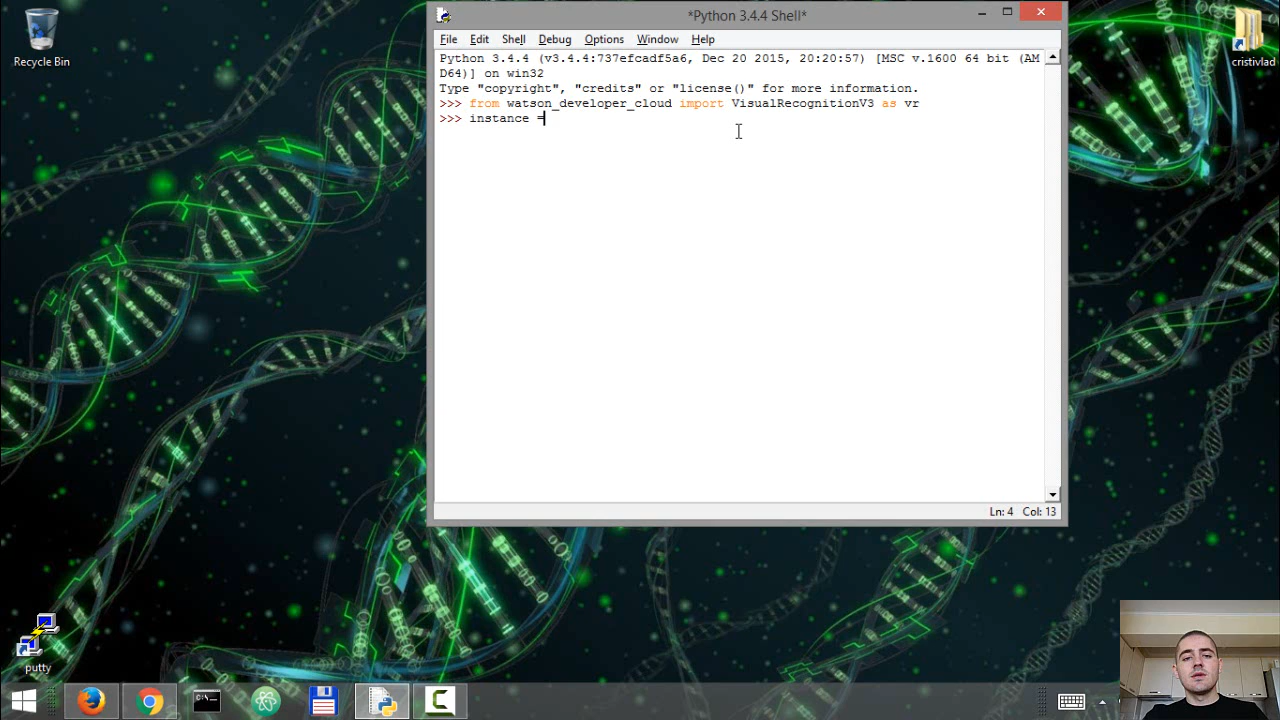 Recycle Bin
cristivlad
putty
*Python 3.4.4 Shell*
File Edit Shell Debug Options Window Help
Python 3.4.4 (v3.4.4:737efcadf5a6, Dec 20 2015, 20:20:57) [MSC v.1600 64 bit (AM
D64)] on win32
Type "copyright", "credits" or "license()" for more information.
>>> from watson_developer_cloud import VisualRecognitionV3 as vr
>>> instance =
Ln: 4 Col: 13
C:\_